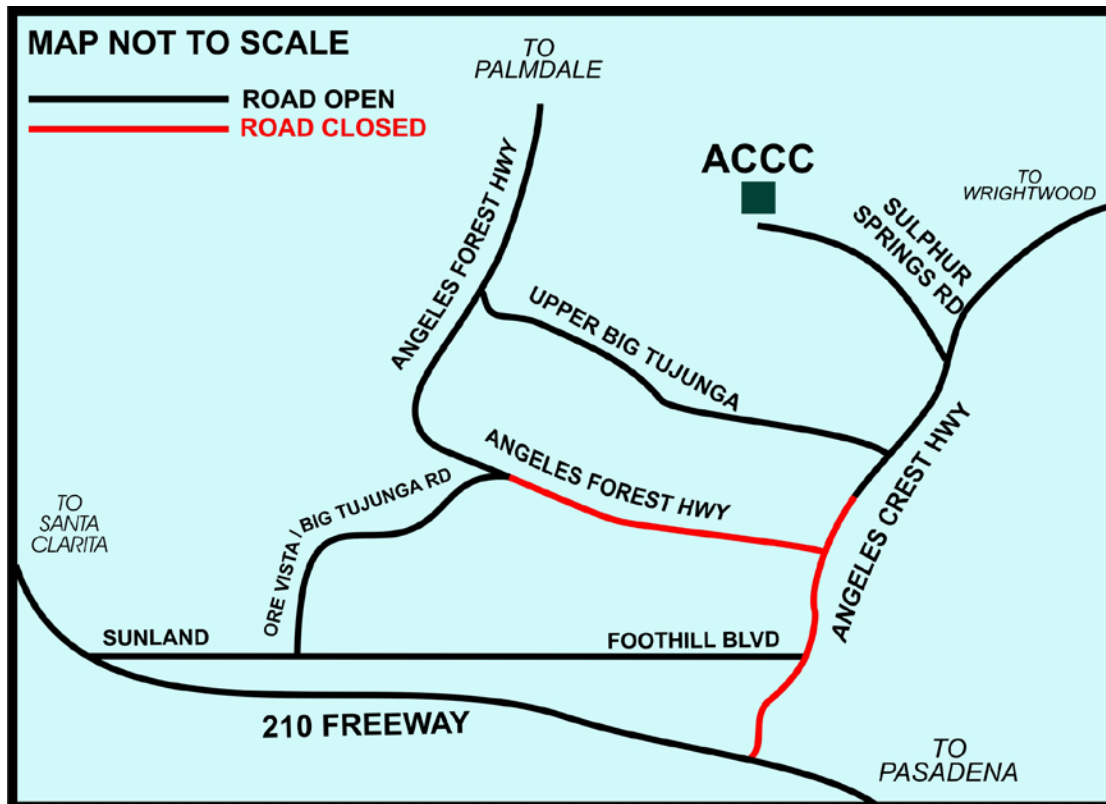 MAP NOT TO SCALE
ROAD OPEN
ROAD CLOSED
TO
PALMDALE
ACCC
TO
WRIGHTWOOD
SULPHUR
SPRINGS RD
ANGELES FOREST HWY
UPPER BIG TUJUNGA
ANGELES FOREST HWY
ANGELES CREST HWY
TO
SANTA
CLARITA
ORE VISTA / BIG TUJUNGA RD
SUNLAND
FOOTHILL BLVD
210 FREEWAY
TO
PASADENA